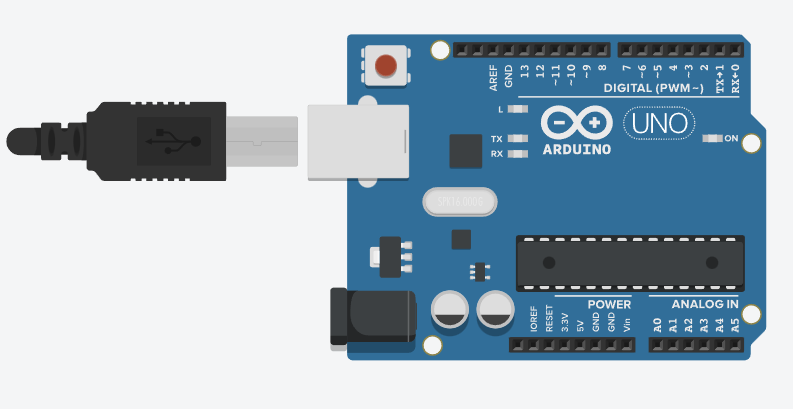 AREF
GND
13
12
~11
~10
~9
8
7
~6
~5
4
~3
2
TX→1
RX←0
DIGITAL (PWM~)
L
TX
RX
ARDUINO
UNO
ON
POWER
ANALOG IN
IOREF
RESET
3.3V
5V
GND
GND
Vin
A0
A1
A2
A3
A4
A5